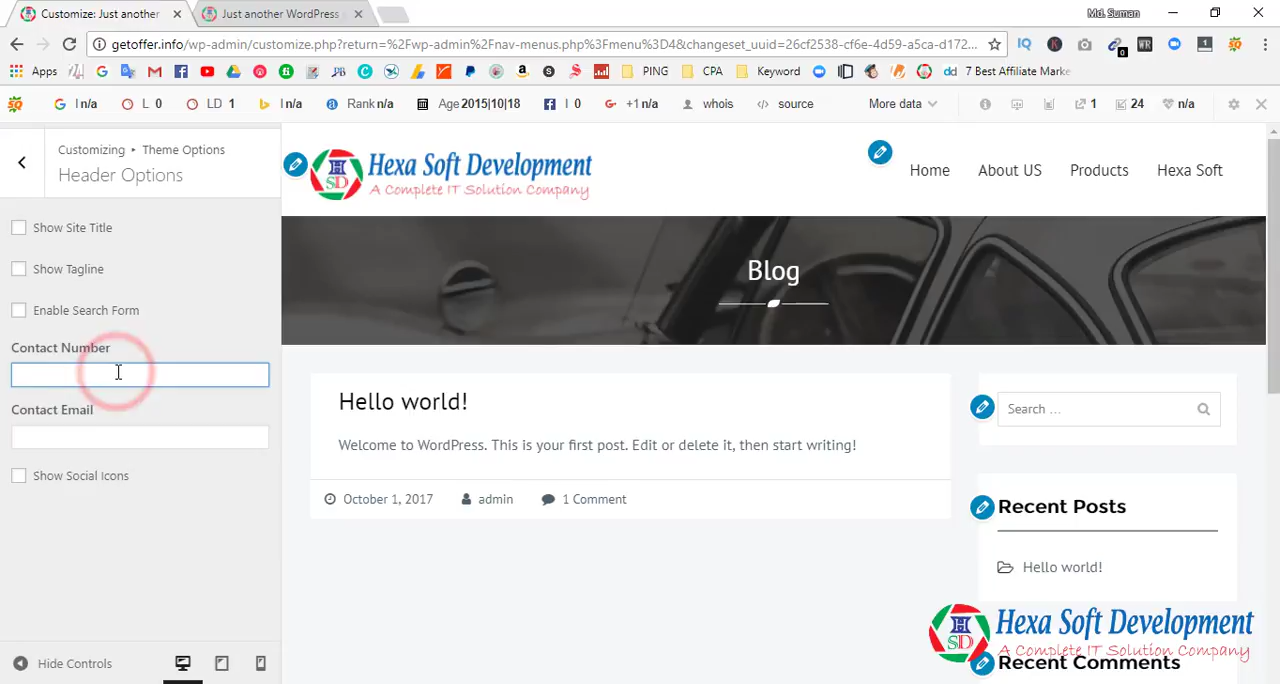 Customize: Just another
Just another WordPress
Md. Suman
getoffer.info/wp-admin/customize.php?return=%2Fwp-admin%2Fnav-menus.php%3Fmenu%3D4&changeset_uuid=26cf2538-cf6e-4d59-a5ca-d172...
Apps
PING
CPA
Keyword
7 Best Affiliate Marke
I n/a
L 0
LD 1
I n/a
Rank n/a
Age 2015|10|18
I 0
+1 n/a
whois
source
More data
1
24
n/a
Customizing ▸ Theme Options
Header Options
Show Site Title
Show Tagline
Enable Search Form
Contact Number
Contact Email
Show Social Icons
Hide Controls
HSD
Hexa Soft Development
A Complete IT Solution Company
Home
About US
Products
Hexa Soft
Blog
Hello world!
Welcome to WordPress. This is your first post. Edit or delete it, then start writing!
October 1, 2017
admin
1 Comment
Search ...
Recent Posts
Hello world!
HSD
Hexa Soft Development
A Complete IT Solution Company
Recent Comments